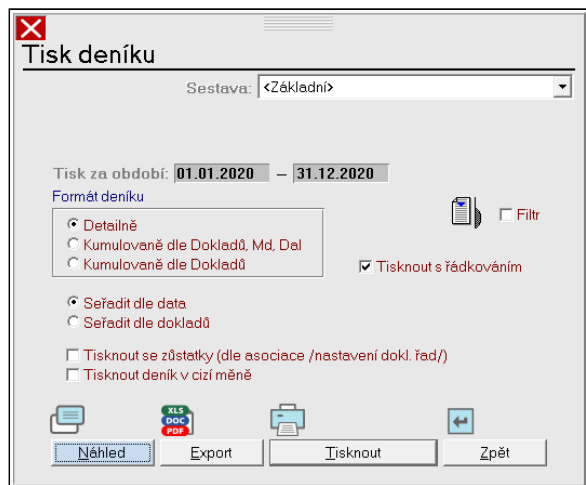 Tisk deníku
Sestava: <Základní>
Tisk za období: 01.01.2020 – 31.12.2020
Formát deníku
Detailně
Kumulovaně dle Dokladů, Md, Dal
Kumulovaně dle Dokladů
Filtr
Tisknout s řádkováním
Seřadit dle data
Seřadit dle dokladů
Tisknout se zůstatky (dle asociace /nastavení dokl. řad/)
Tisknout deník v cizí měně
XLS
DOC
PDF
Náhled Export Tisknout Zpět